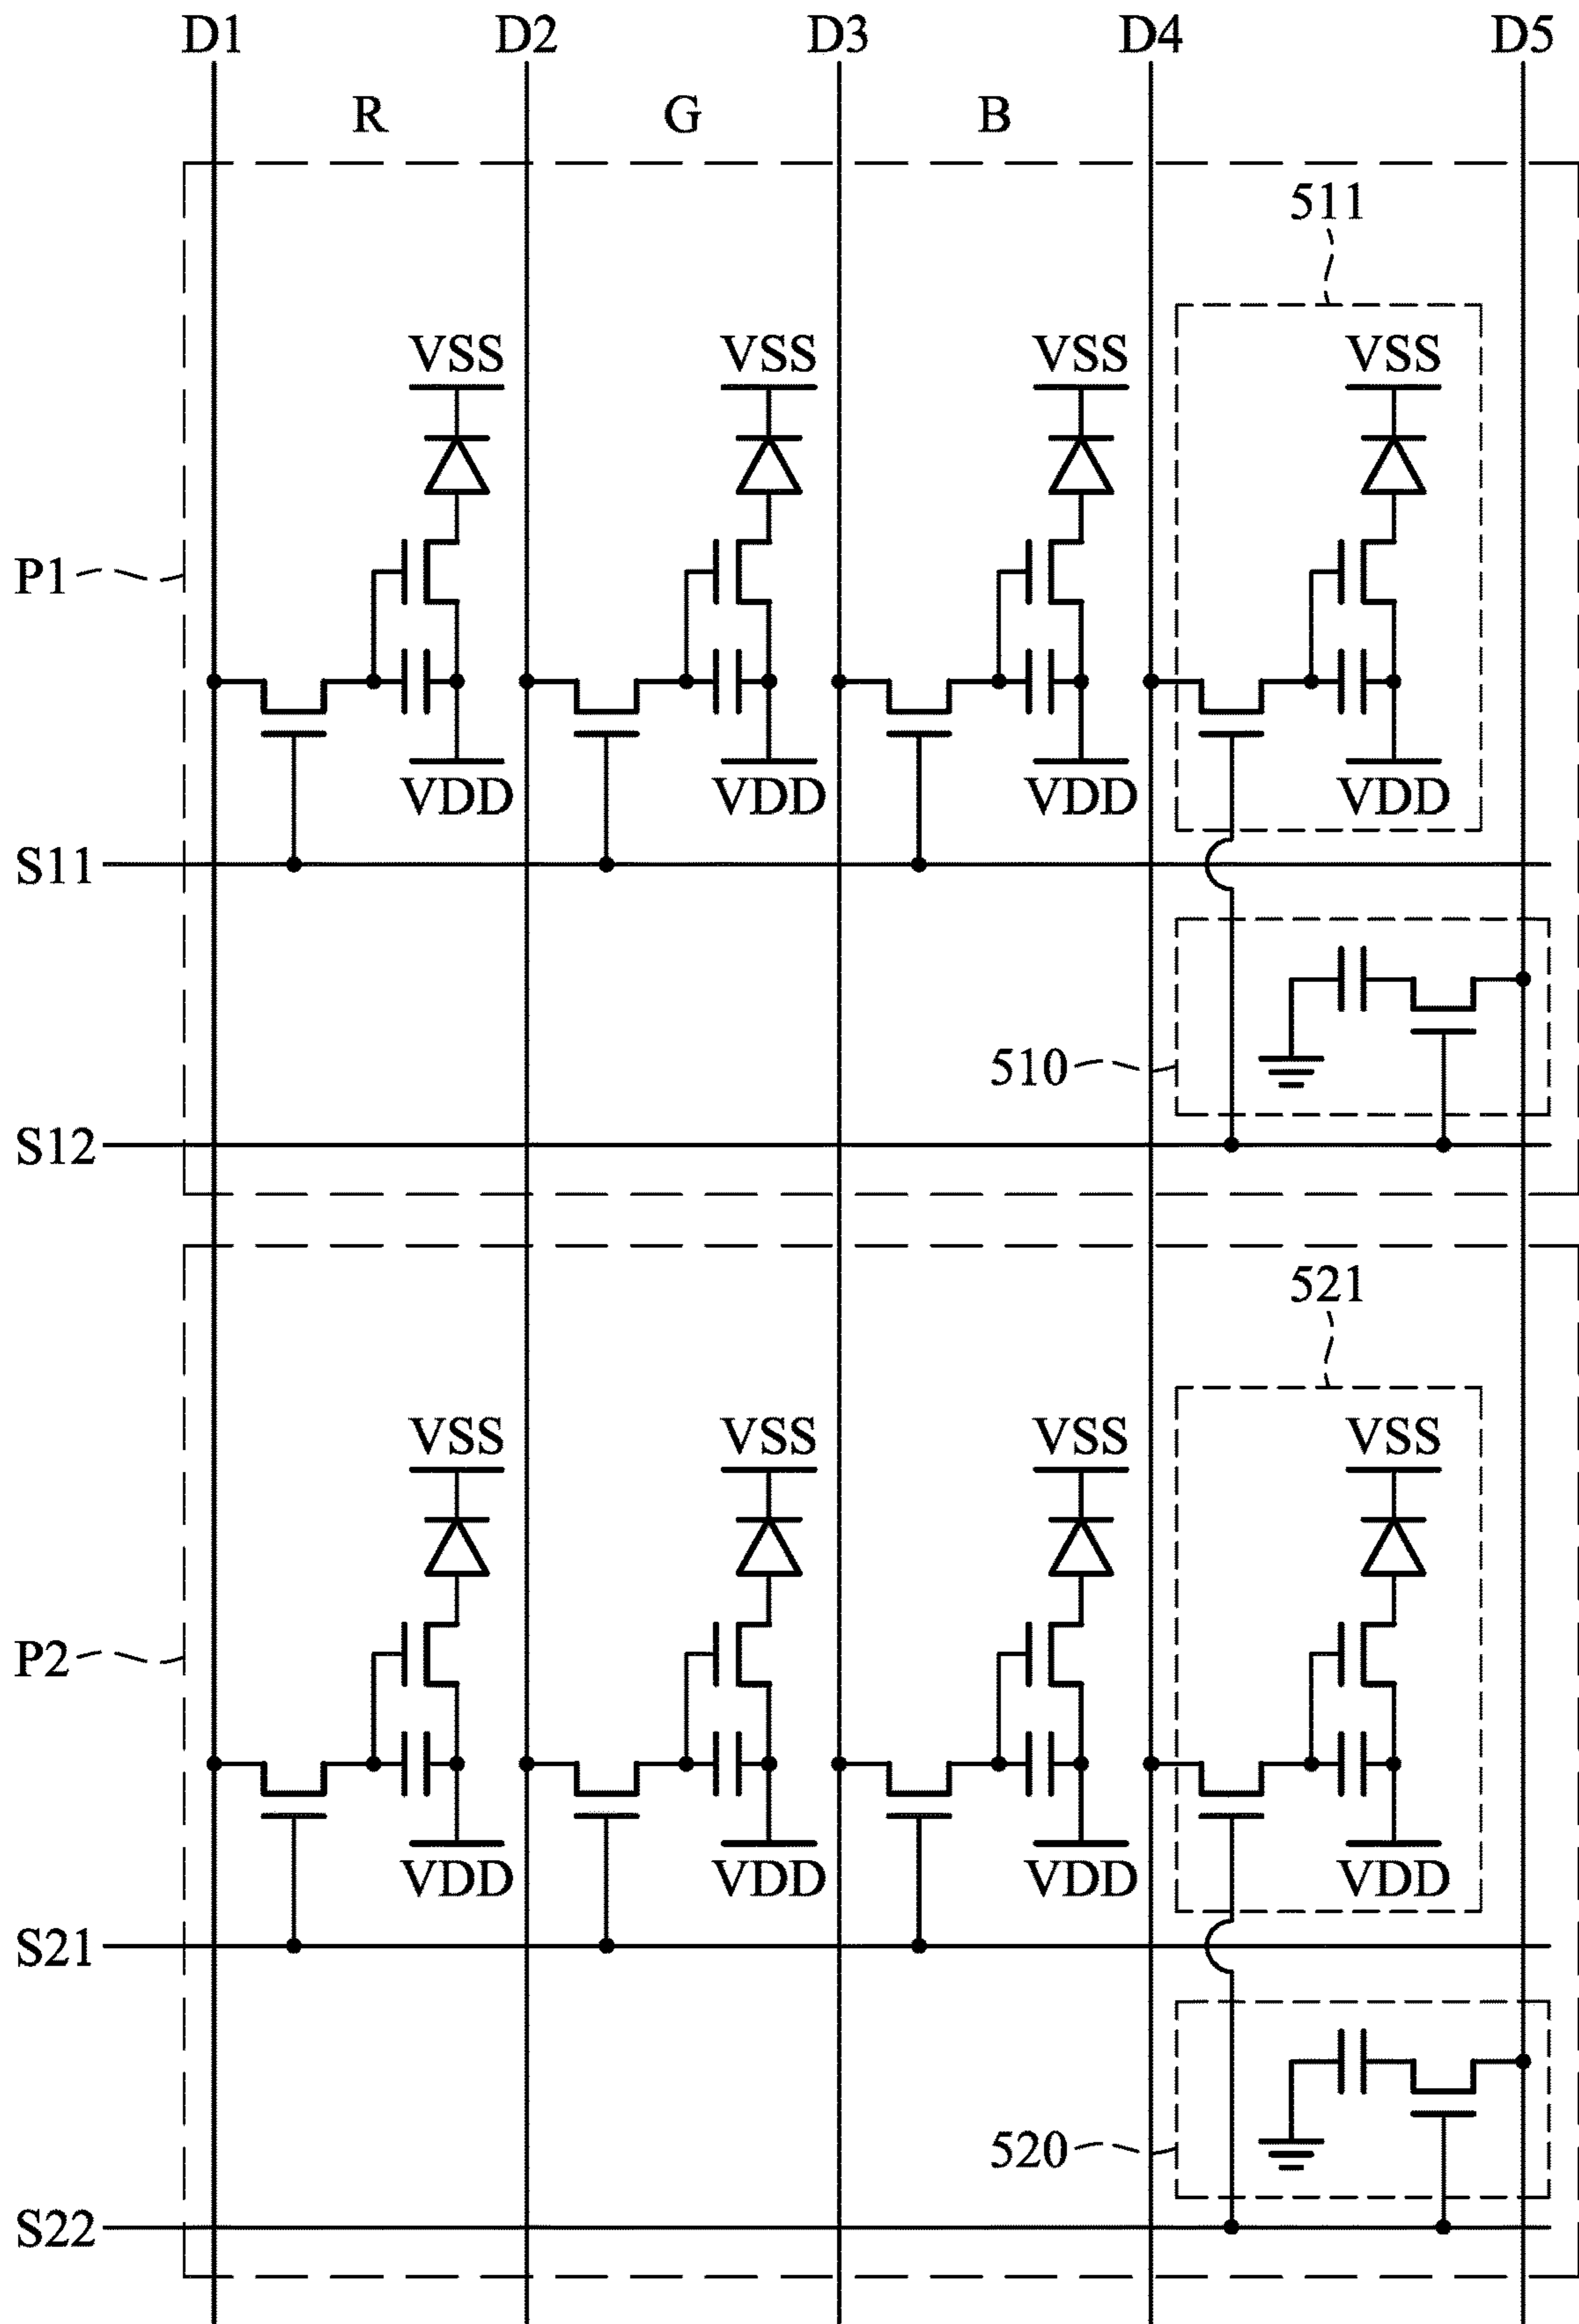 D1 D2 D3 D4 D5
R G B
511
VSS VSS VSS VSS
P1
VDD VDD VDD VDD
S11
510
S12
521
VSS VSS VSS VSS
P2
VDD VDD VDD VDD
S21
520
S22